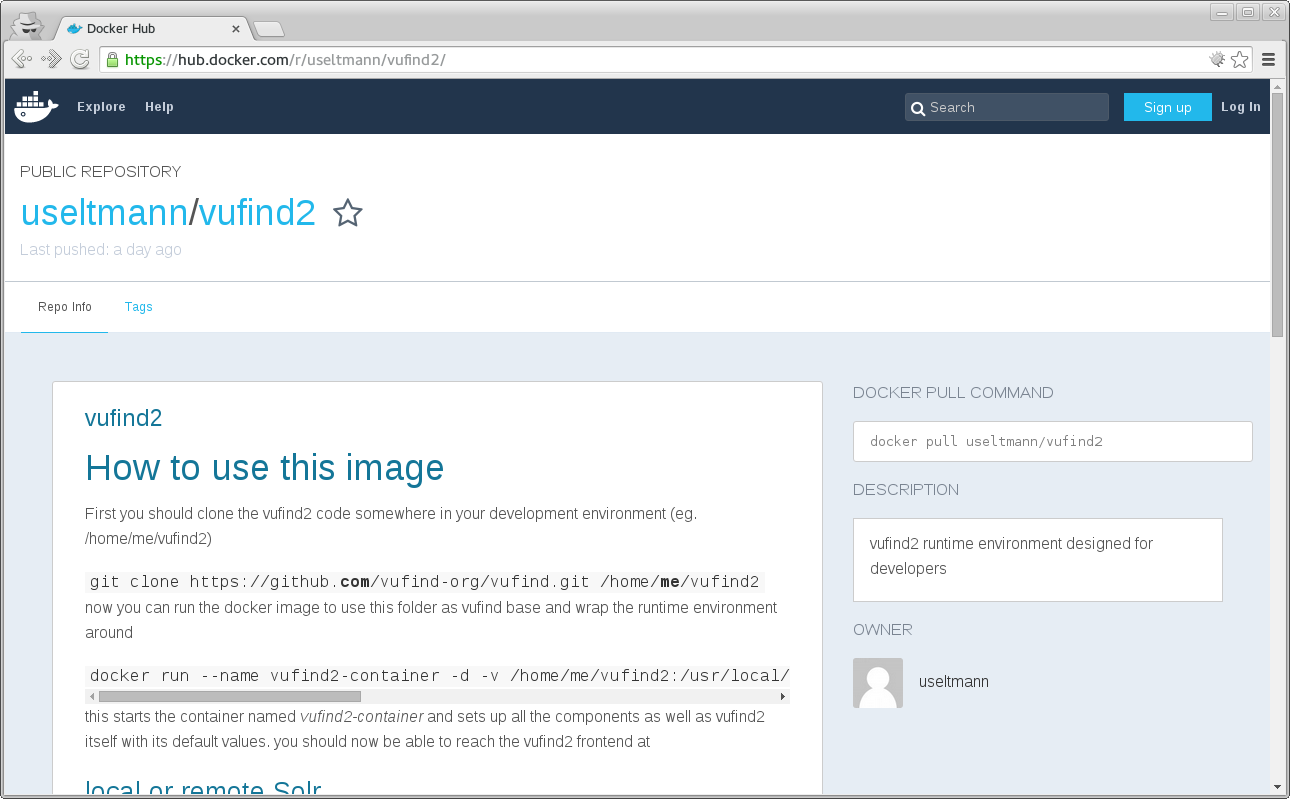 Docker Hub
https://hub.docker.com/r/useltmann/vufind2/
Explore Help Search Sign up Log In
PUBLIC REPOSITORY
useltmann/vufind2
Last pushed: a day ago
Repo Info Tags
vufind2
How to use this image
First you should clone the vufind2 code somewhere in your development environment (eg.
/home/me/vufind2)
git clone https://github.com/vufind-org/vufind.git /home/me/vufind2
now you can run the docker image to use this folder as vufind base and wrap the runtime environment
around
docker run --name vufind2-container -d -v /home/me/vufind2:/usr/local/
this starts the container named vufind2-container and sets up all the components as well as vufind2
itself with its default values. you should now be able to reach the vufind2 frontend at
local or remote Solr
DOCKER PULL COMMAND
docker pull useltmann/vufind2
DESCRIPTION
vufind2 runtime environment designed for
developers
OWNER
useltmann